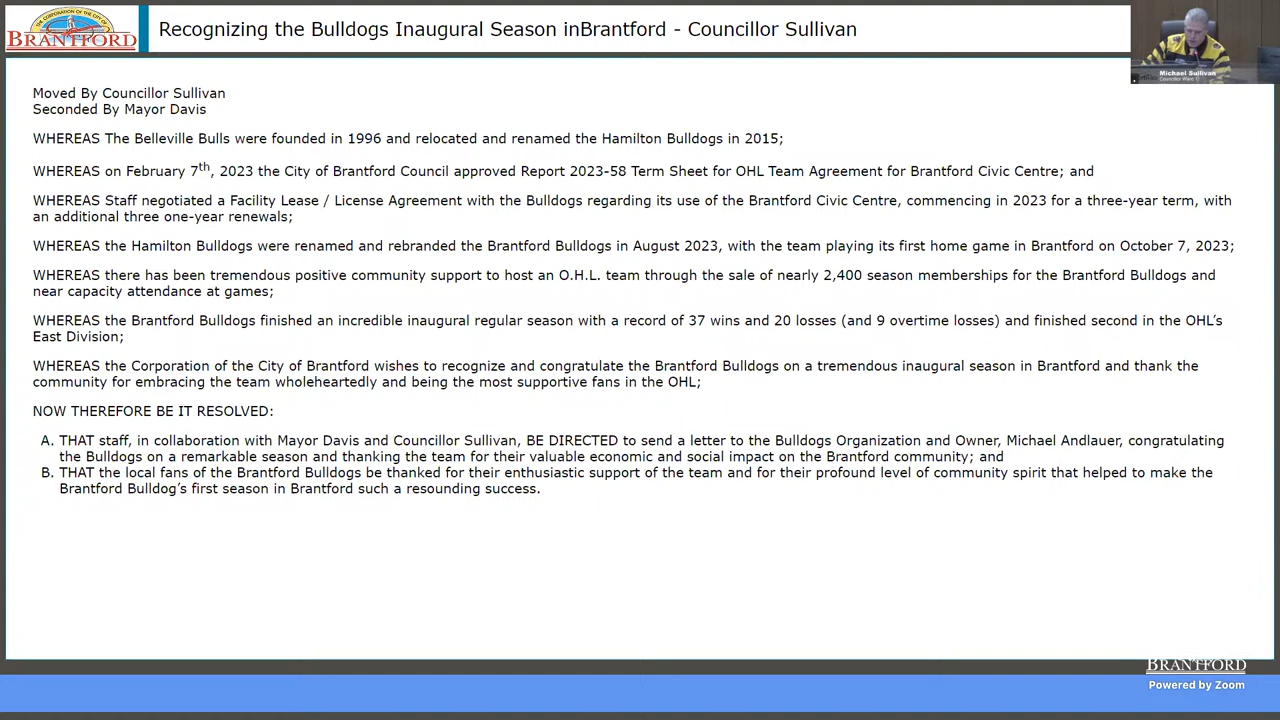 THE CORPORATION OF THE CITY OF
BRANTFORD
Recognizing the Bulldogs Inaugural Season inBrantford - Councillor Sullivan
Michael Sullivan
Councillor Ward 1
Moved By Councillor Sullivan
Seconded By Mayor Davis
WHEREAS The Belleville Bulls were founded in 1996 and relocated and renamed the Hamilton Bulldogs in 2015;
WHEREAS on February 7th, 2023 the City of Brantford Council approved Report 2023-58 Term Sheet for OHL Team Agreement for Brantford Civic Centre; and
WHEREAS Staff negotiated a Facility Lease / License Agreement with the Bulldogs regarding its use of the Brantford Civic Centre, commencing in 2023 for a three-year term, with
an additional three one-year renewals;
WHEREAS the Hamilton Bulldogs were renamed and rebranded the Brantford Bulldogs in August 2023, with the team playing its first home game in Brantford on October 7, 2023;
WHEREAS there has been tremendous positive community support to host an O.H.L. team through the sale of nearly 2,400 season memberships for the Brantford Bulldogs and
near capacity attendance at games;
WHEREAS the Brantford Bulldogs finished an incredible inaugural regular season with a record of 37 wins and 20 losses (and 9 overtime losses) and finished second in the OHL's
East Division;
WHEREAS the Corporation of the City of Brantford wishes to recognize and congratulate the Brantford Bulldogs on a tremendous inaugural season in Brantford and thank the
community for embracing the team wholeheartedly and being the most supportive fans in the OHL;
NOW THEREFORE BE IT RESOLVED:
A. THAT staff, in collaboration with Mayor Davis and Councillor Sullivan, BE DIRECTED to send a letter to the Bulldogs Organization and Owner, Michael Andlauer, congratulating
the Bulldogs on a remarkable season and thanking the team for their valuable economic and social impact on the Brantford community; and
B. THAT the local fans of the Brantford Bulldogs be thanked for their enthusiastic support of the team and for their profound level of community spirit that helped to make the
Brantford Bulldog's first season in Brantford such a resounding success.
BRANTFORD
Powered by Zoom